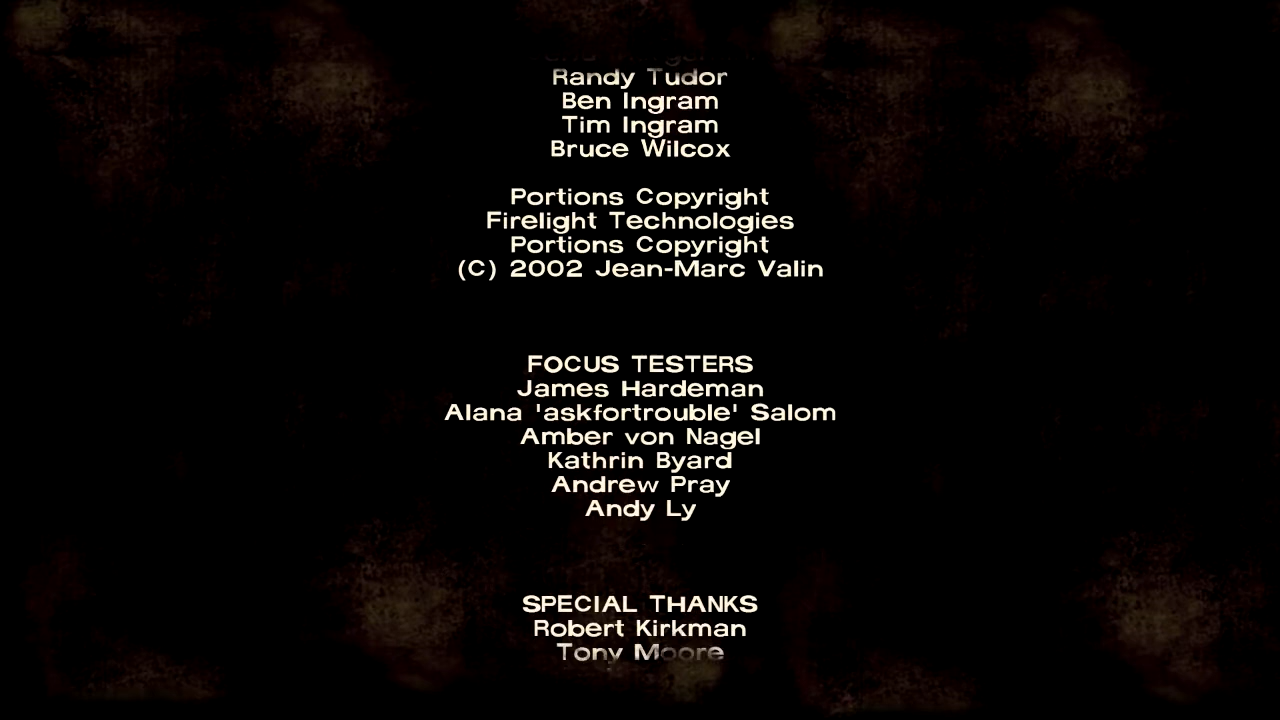 Randy Tudor
Ben Ingram
Tim Ingram
Bruce Wilcox
Portions Copyright
Firelight Technologies
Portions Copyright
(C) 2002 Jean-Marc Valin
FOCUS TESTERS
James Hardeman
Alana 'askfortrouble' Salom
Amber von Nagel
Kathrin Byard
Andrew Pray
Andy Ly
SPECIAL THANKS
Robert Kirkman
Tony Moore